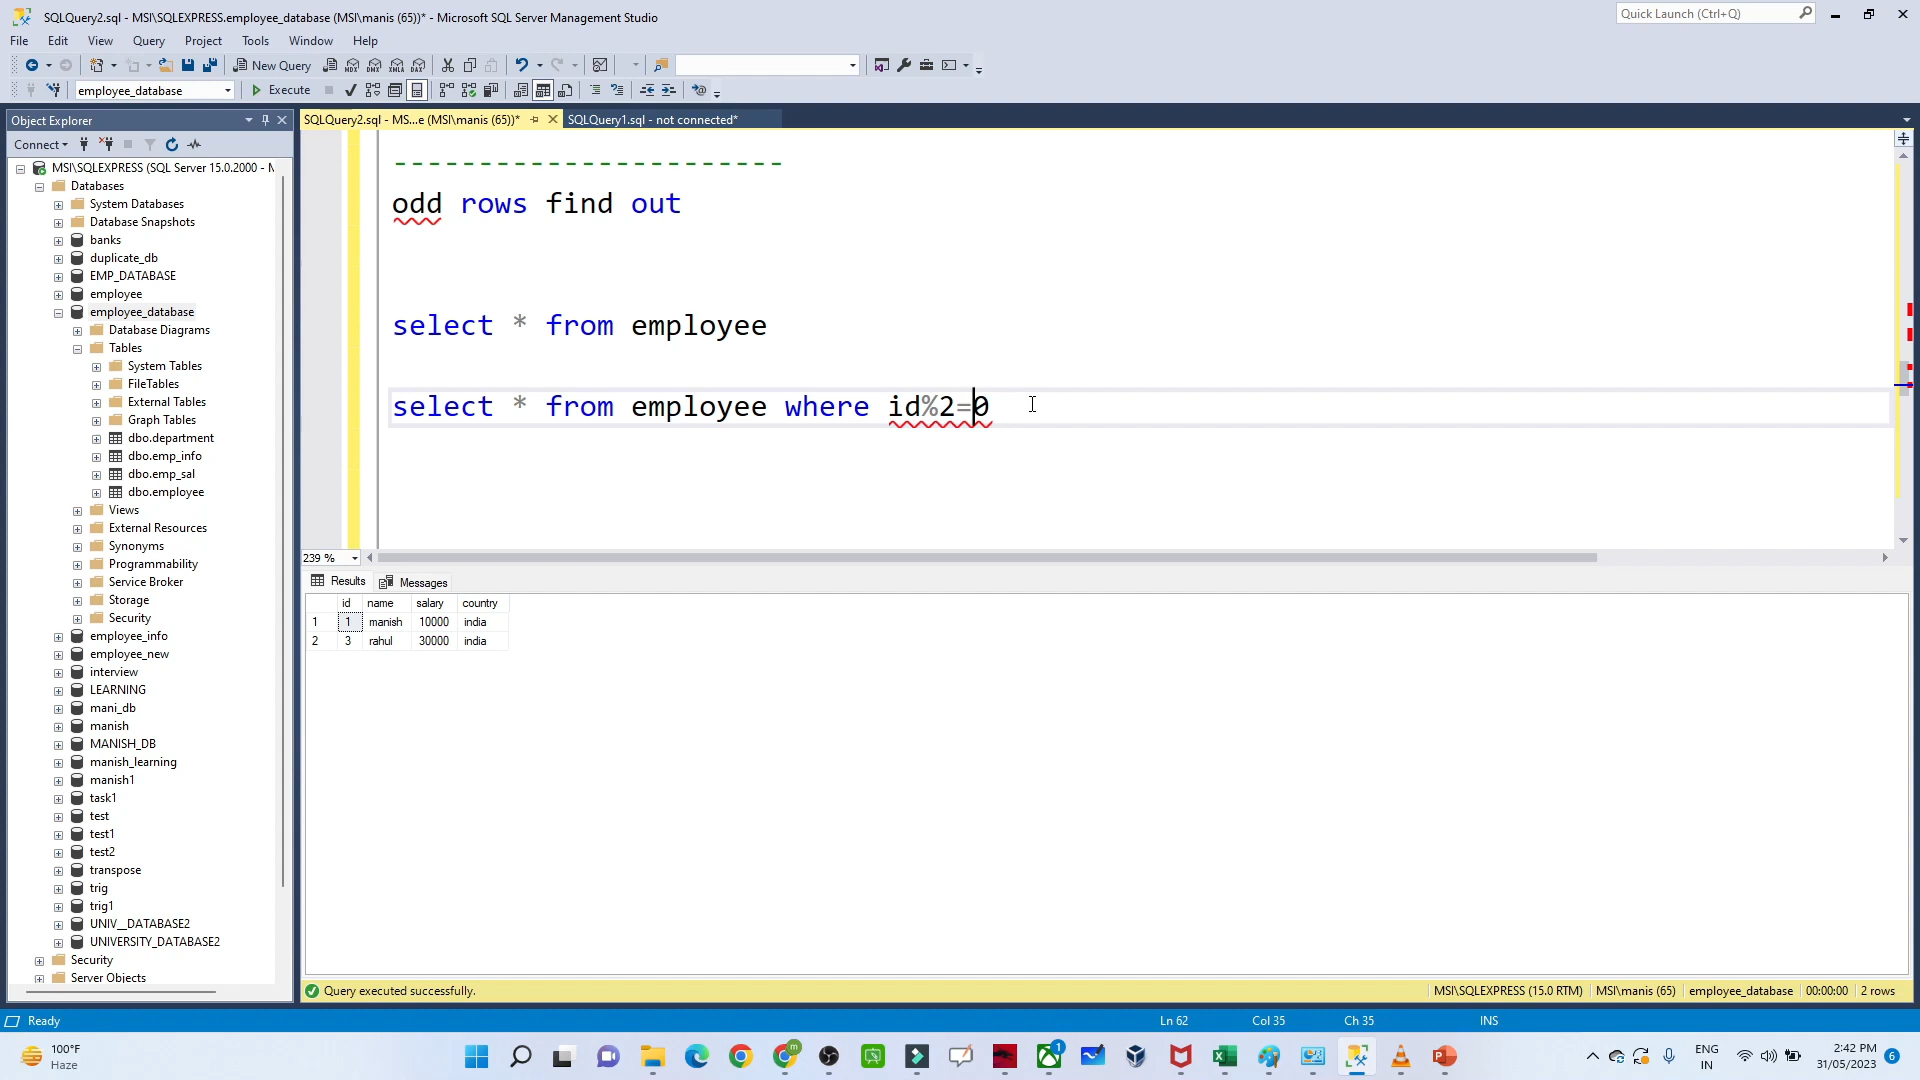 SQLQuery2.sql - MSI\SQLEXPRESS.employee_database (MSI\manis (65))* - Microsoft SQL Server Management Studio
Quick Launch (Ctrl+Q)
File Edit View Query Project Tools Window Help
New Query
MDX DMX XMLA DAX
employee_database
Execute
Object Explorer
SQLQuery2.sql - MS...e (MSI\manis (65))*
SQLQuery1.sql - not connected*
Connect
MSI\SQLEXPRESS (SQL Server 15.0.2000 - M
Databases
System Databases
Database Snapshots
banks
duplicate_db
EMP_DATABASE
employee
employee_database
Database Diagrams
Tables
System Tables
FileTables
External Tables
Graph Tables
dbo.department
dbo.emp_info
dbo.emp_sal
dbo.employee
Views
External Resources
Synonyms
Programmability
Service Broker
Storage
Security
employee_info
employee_new
interview
LEARNING
mani_db
manish
MANISH_DB
manish_learning
manish1
task1
test
test1
test2
transpose
trig
trig1
UNIV__DATABASE2
UNIVERSITY_DATABASE2
Security
Server Objects
-----------------------
odd rows find out
select * from employee
select * from employee where id%2=0
239 %
Results Messages
id name salary country
1 1 manish 10000 india
2 3 rahul 30000 india
Query executed successfully.
MSI\SQLEXPRESS (15.0 RTM) MSI\manis (65) employee_database 00:00:00 2 rows
Ready
Ln 62 Col 35 Ch 35 INS
100°F
Haze
m
1
ENG
IN
2:42 PM
31/05/2023
6